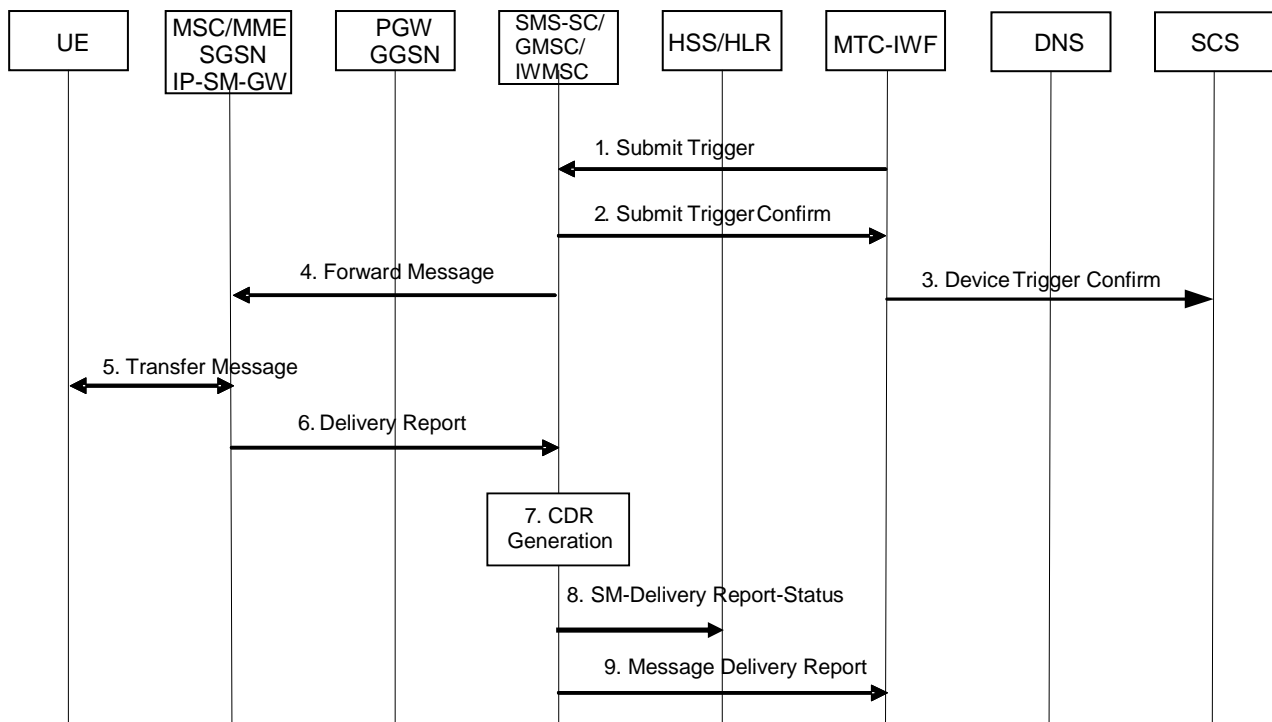 UE
MSC/MME
SGSN
IP-SM-GW
PGW
GGSN
SMS-SC/
GMSC/
IWMSC
HSS/HLR
MTC-IWF
DNS
SCS
1. Submit Trigger
2. Submit Trigger Confirm
4. Forward Message
3. Device Trigger Confirm
5. Transfer Message
6. Delivery Report
7. CDR
Generation
8. SM-Delivery Report-Status
9. Message Delivery Report